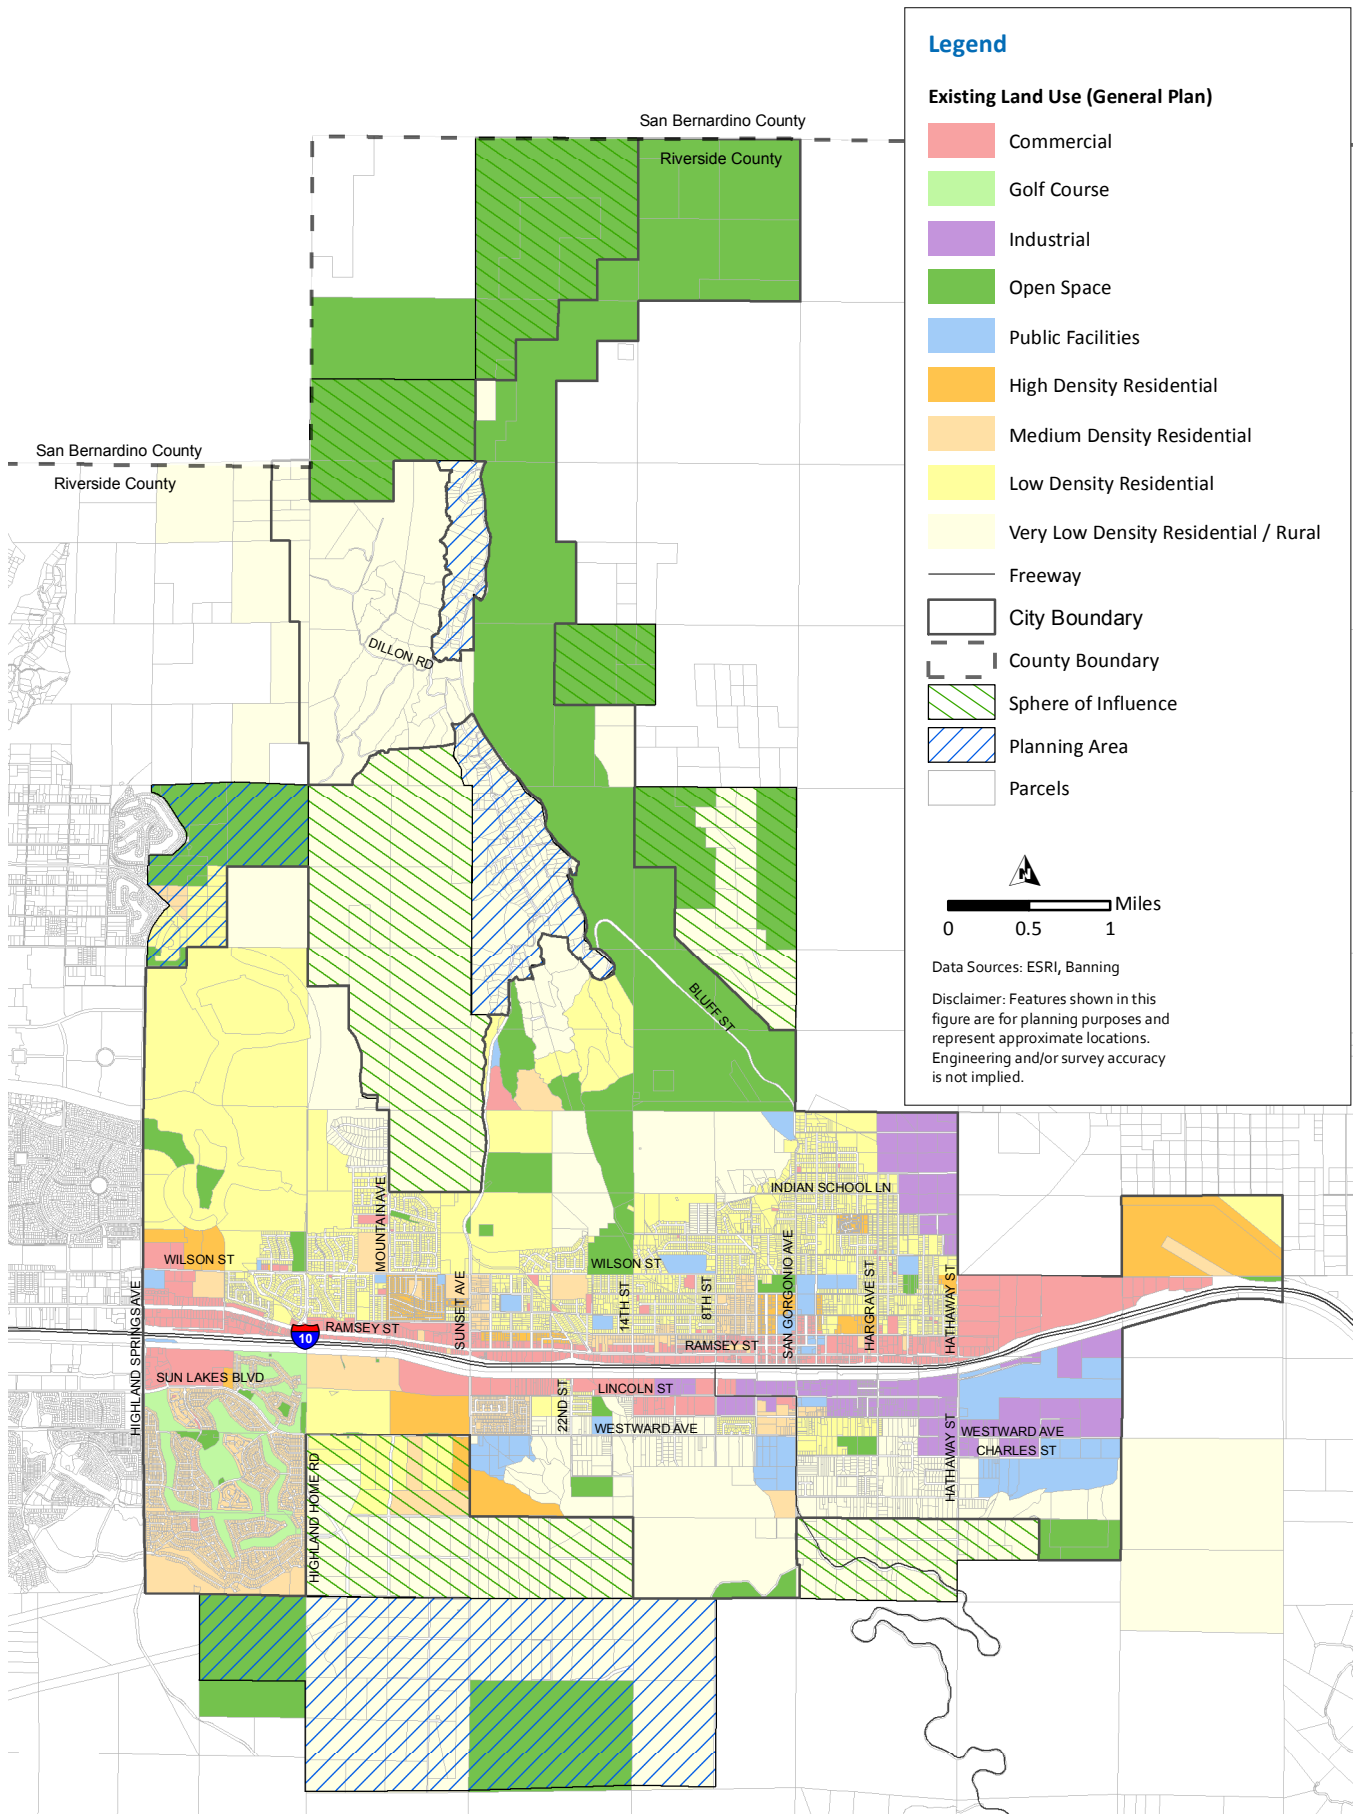 Legend
Existing Land Use (General Plan)
Commercial
Golf Course
Industrial
Open Space
Public Facilities
High Density Residential
Medium Density Residential
Low Density Residential
Very Low Density Residential / Rural
Freeway
City Boundary
County Boundary
Sphere of Influence
Planning Area
Parcels
N
Miles
0 0.5 1
Data Sources: ESRI, Banning
Disclaimer: Features shown in this
figure are for planning purposes and
represent approximate locations.
Engineering and/or survey accuracy
is not implied.
San Bernardino County
Riverside County
San Bernardino County
Riverside County
DILLON RD
BLUFF ST
INDIAN SCHOOL LN
MOUNTAIN AVE
WILSON ST
WILSON ST
HIGHLAND SPRINGS AVE
SUNSET AVE
14TH ST
8TH ST
SAN GORGONIO AVE
HARGRAVE ST
HATHAWAY ST
RAMSEY ST
10
RAMSEY ST
SUN LAKES BLVD
LINCOLN ST
22ND ST
WESTWARD AVE
WESTWARD AVE
CHARLES ST
HATHAWAY ST
HIGHLAND HOME RD